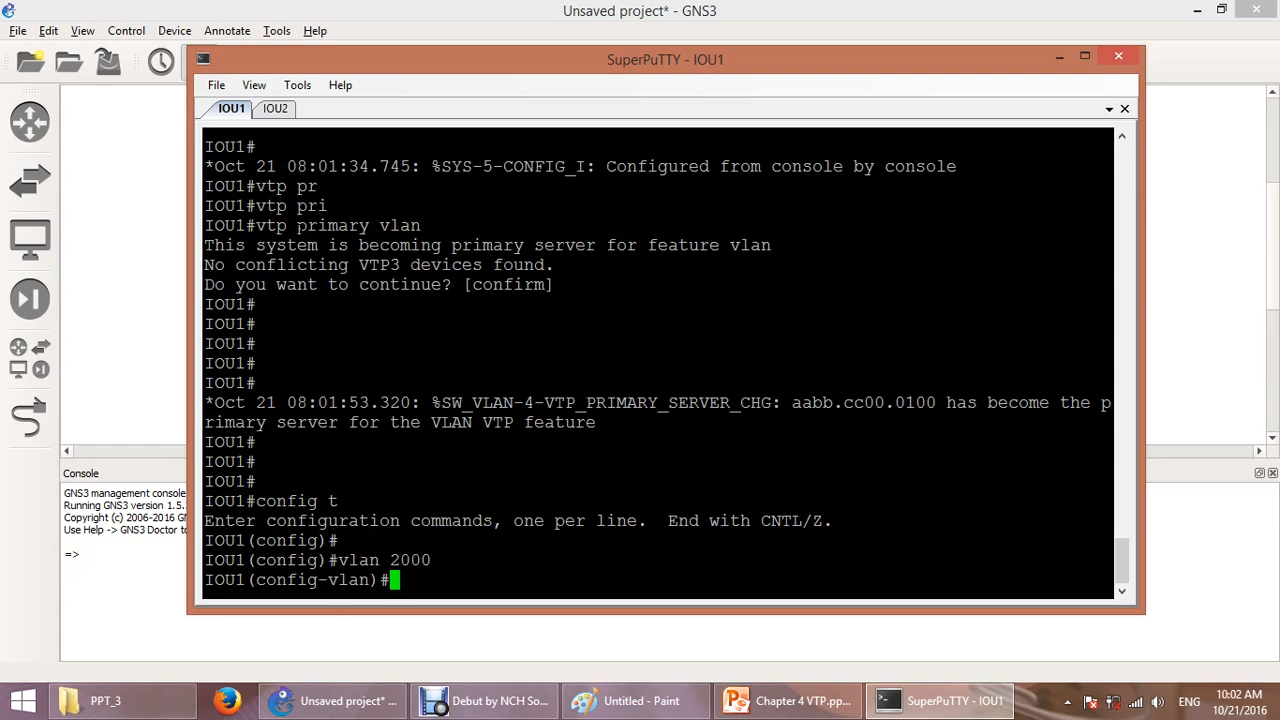 Unsaved project* - GNS3
File Edit View Control Device Annotate Tools Help
SuperPuTTY - IOU1
File View Tools Help
IOU1 IOU2
IOU1#
*Oct 21 08:01:34.745: %SYS-5-CONFIG_I: Configured from console by console
IOU1#vtp pr
IOU1#vtp pri
IOU1#vtp primary vlan
This system is becoming primary server for feature vlan
No conflicting VTP3 devices found.
Do you want to continue? [confirm]
IOU1#
IOU1#
IOU1#
IOU1#
IOU1#
*Oct 21 08:01:53.320: %SW_VLAN-4-VTP_PRIMARY_SERVER_CHG: aabb.cc00.0100 has become the p
rimary server for the VLAN VTP feature
IOU1#
IOU1#
IOU1#
IOU1#config t
Enter configuration commands, one per line.  End with CNTL/Z.
IOU1(config)#
IOU1(config)#vlan 2000
IOU1(config-vlan)#
Console
GNS3 management console
Running GNS3 version 1.5.
Copyright (c) 2006-2016
Use Help -> GNS3 Doctor to
=>
PPT_3
Unsaved project*
Debut by NCH So...
Untitled - Paint
Chapter 4 VTP.pp...
SuperPuTTY - IOU1
ENG
10:02 AM
10/21/2016